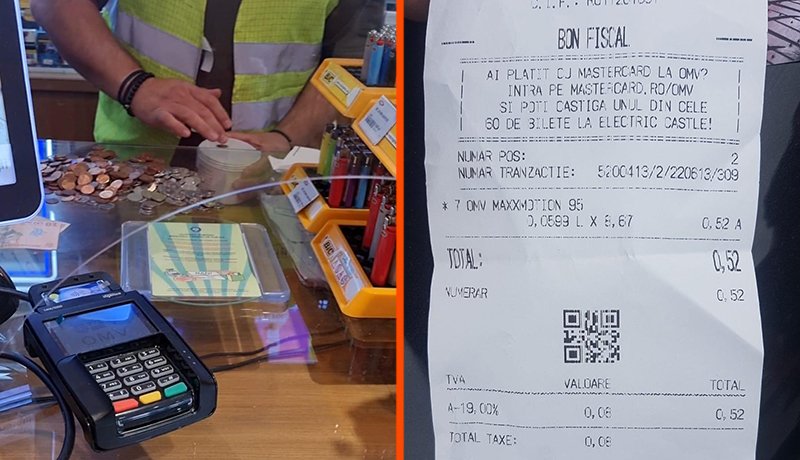 BON FISCAL
AI PLATIT CU MASTERCARD LA OMV?
INTRA PE MASTERCARD.RO/OMV
SI POTI CASTIGA UNUL DIN CELE
60 DE BILETE LA ELECTRIC CASTLE!
NUMAR POS: 2
NUMAR TRANZACTIE: 5200413/2/220613/309
* 7 OMV MAXXMOTION 95
0,0599 L X 8,67 0,52 A
TOTAL: 0,52
NUMERAR 0,52
TVA VALOARE TOTAL
A-19,00% 0,08 0,52
TOTAL TAXE: 0,08